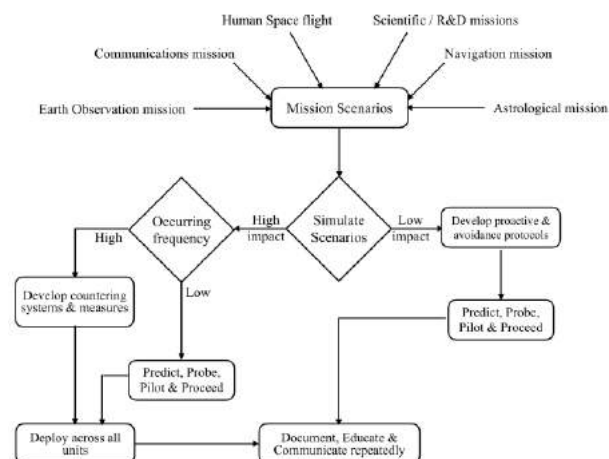 Human Space flight
Scientific / R&D missions
Communications mission
Navigation mission
Earth Observation mission
Mission Scenarios
Astrological mission
Occurring
frequency
High
impact
Simulate
Scenarios
Low
impact
Develop proactive &
avoidance protocols
High
Low
Develop countering
systems & measures
Predict, Probe,
Pilot & Proceed
Predict, Probe,
Pilot & Proceed
Deploy across all
units
Document, Educate &
Communicate repeatedly